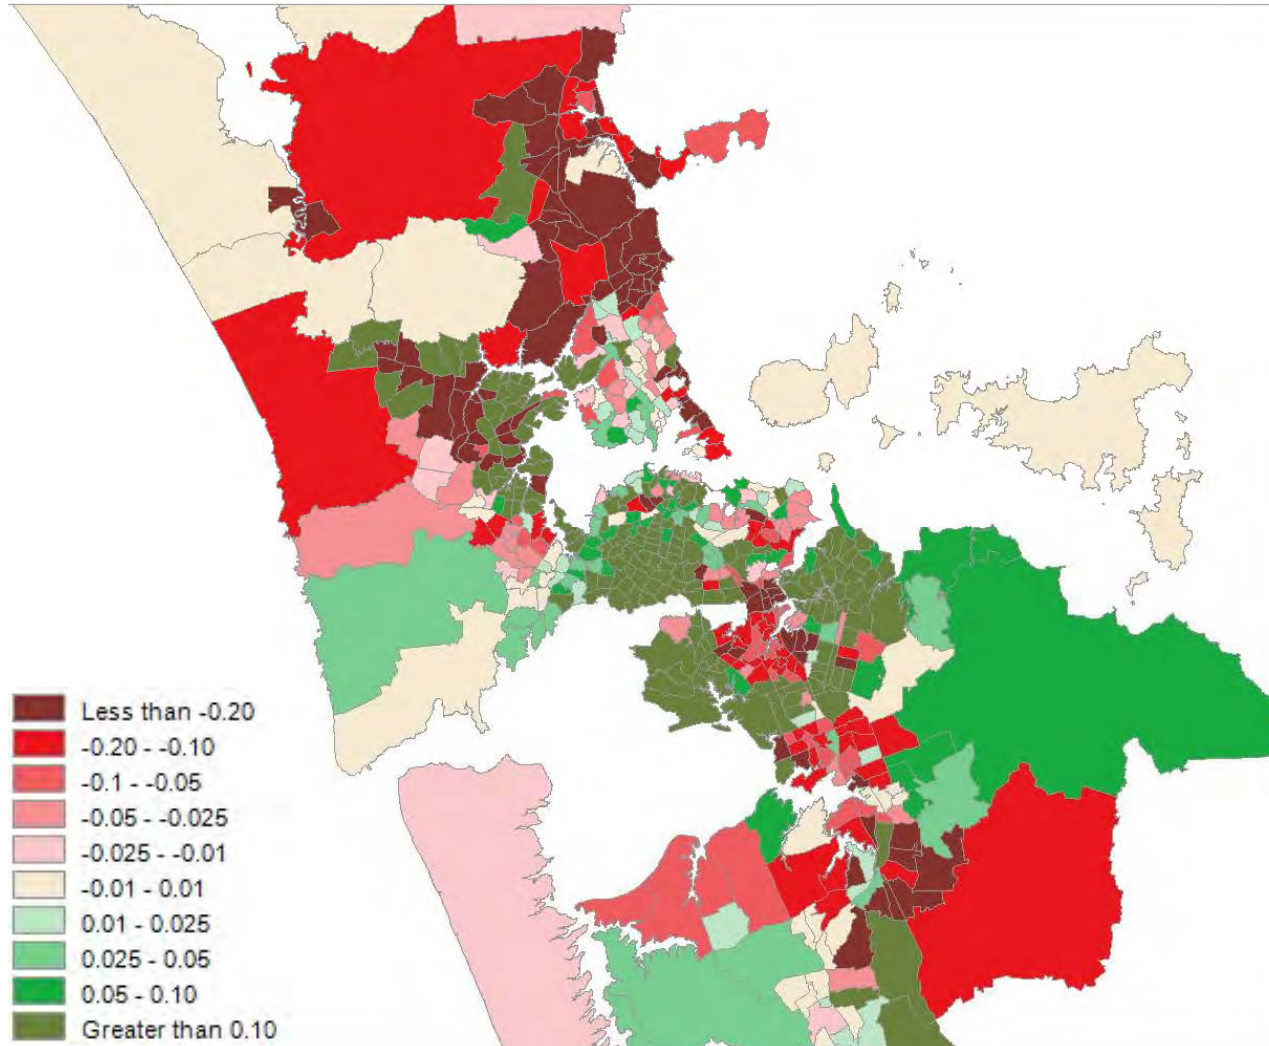 Less than -0.20
-0.20 - -0.10
-0.1 - -0.05
-0.05 - -0.025
-0.025 - -0.01
-0.01 - 0.01
0.01 - 0.025
0.025 - 0.05
0.05 - 0.10
Greater than 0.10